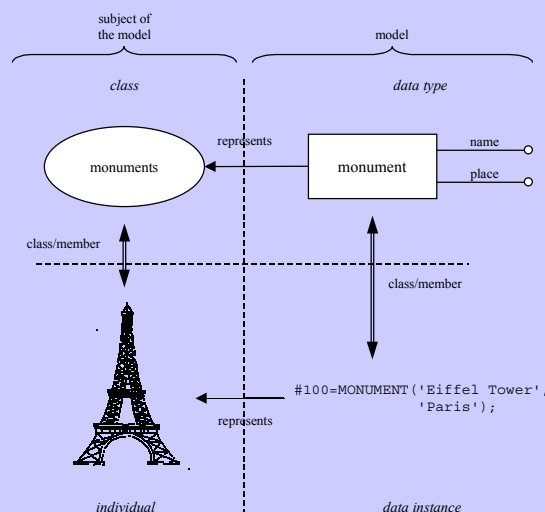 subject of
the model
model
class
data type
monuments
represents
monument
name
place
class/member
class/member
#100=MONUMENT('Eiffel Tower',
'Paris');
represents
individual
data instance